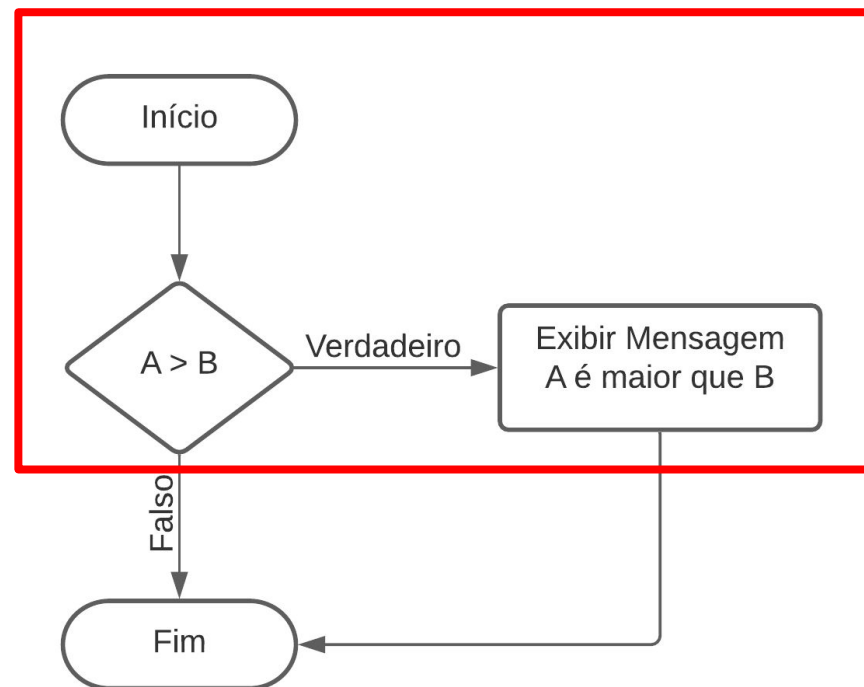 Início
A > B
Verdadeiro
Exibir Mensagem
A é maior que B
Falso
Fim